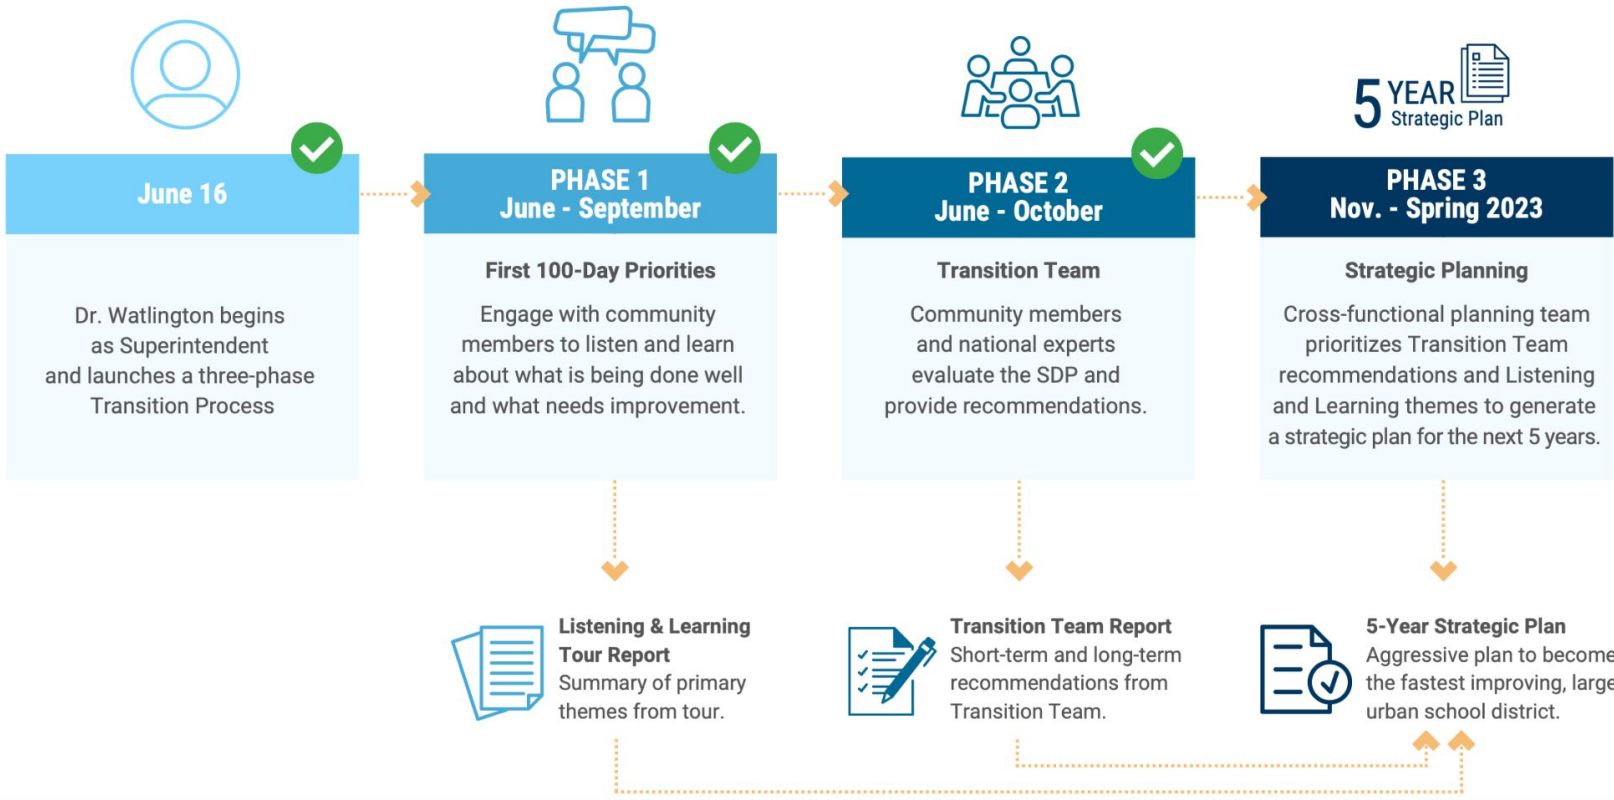 5 YEAR
Strategic Plan
June 16
Dr. Watlington begins
as Superintendent
and launches a three-phase
Transition Process
PHASE 1
June - September
First 100-Day Priorities
Engage with community
members to listen and learn
about what is being done well
and what needs improvement.
PHASE 2
June - October
Transition Team
Community members
and national experts
evaluate the SDP and
provide recommendations.
PHASE 3
Nov. - Spring 2023
Strategic Planning
Cross-functional planning team
prioritizes Transition Team
recommendations and Listening
and Learning themes to generate
a strategic plan for the next 5 years.
Listening & Learning
Tour Report
Summary of primary
themes from tour.
Transition Team Report
Short-term and long-term
recommendations from
Transition Team.
5-Year Strategic Plan
Aggressive plan to become
the fastest improving, large
urban school district.